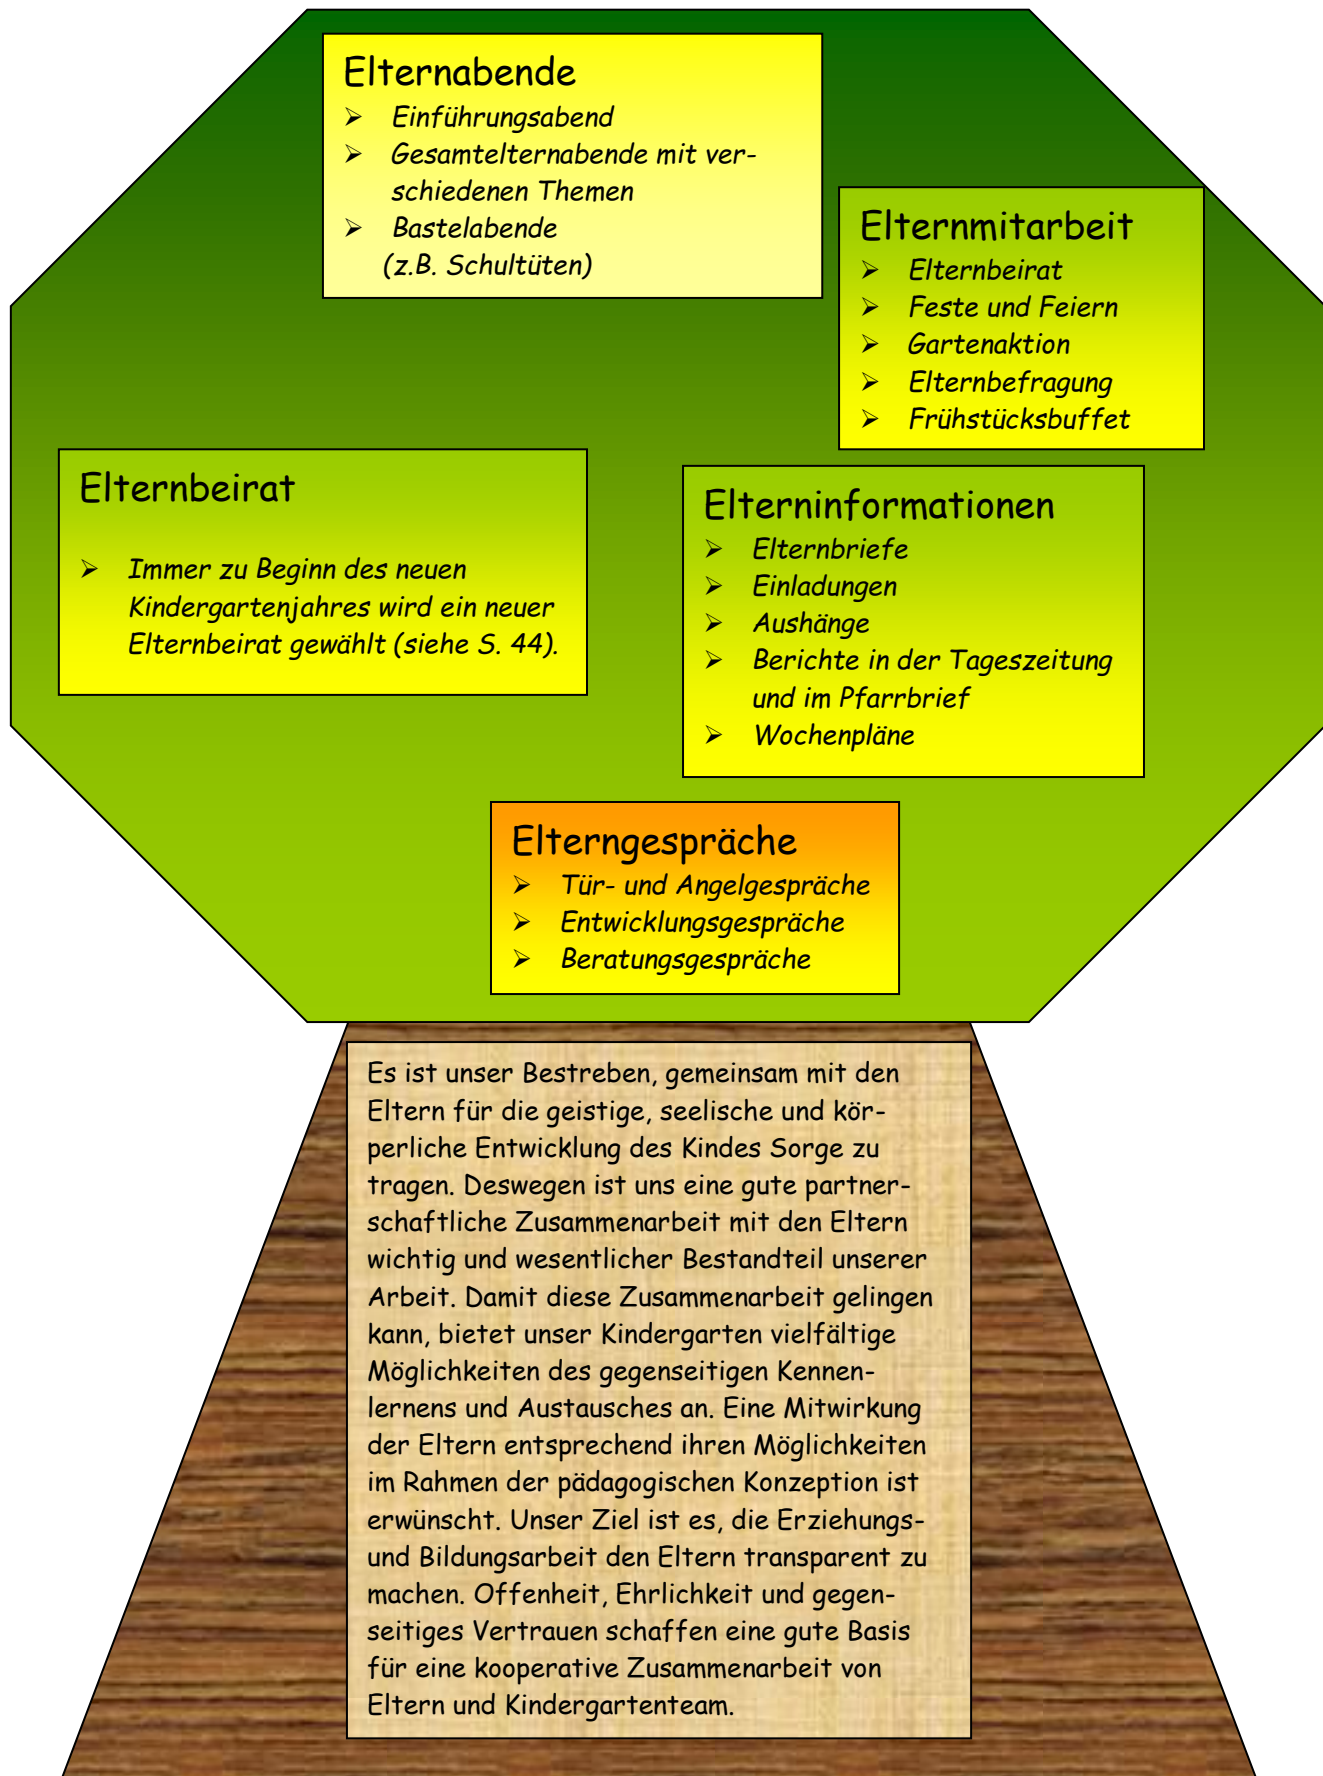 Elternabende
➢ Einführungsabend
➢ Gesamtelternabende mit ver-
schiedenen Themen
➢ Bastelabende
(z.B. Schultüten)
Elternmitarbeit
➢ Elternbeirat
➢ Feste und Feiern
➢ Gartenaktion
➢ Elternbefragung
➢ Frühstücksbuffet
Elternbeirat
➢ Immer zu Beginn des neuen
Kindergartenjahres wird ein neuer
Elternbeirat gewählt (siehe S. 44).
Elterninformationen
➢ Elternbriefe
➢ Einladungen
➢ Aushänge
➢ Berichte in der Tageszeitung
und im Pfarrbrief
➢ Wochenpläne
Elterngespräche
➢ Tür- und Angelgespräche
➢ Entwicklungsgespräche
➢ Beratungsgespräche
Es ist unser Bestreben, gemeinsam mit den
Eltern für die geistige, seelische und kör-
perliche Entwicklung des Kindes Sorge zu
tragen. Deswegen ist uns eine gute partner-
schaftliche Zusammenarbeit mit den Eltern
wichtig und wesentlicher Bestandteil unserer
Arbeit. Damit diese Zusammenarbeit gelingen
kann, bietet unser Kindergarten vielfältige
Möglichkeiten des gegenseitigen Kennen-
lernens und Austausches an. Eine Mitwirkung
der Eltern entsprechend ihren Möglichkeiten
im Rahmen der pädagogischen Konzeption ist
erwünscht. Unser Ziel ist es, die Erziehungs-
und Bildungsarbeit den Eltern transparent zu
machen. Offenheit, Ehrlichkeit und gegen-
seitiges Vertrauen schaffen eine gute Basis
für eine kooperative Zusammenarbeit von
Eltern und Kindergartenteam.